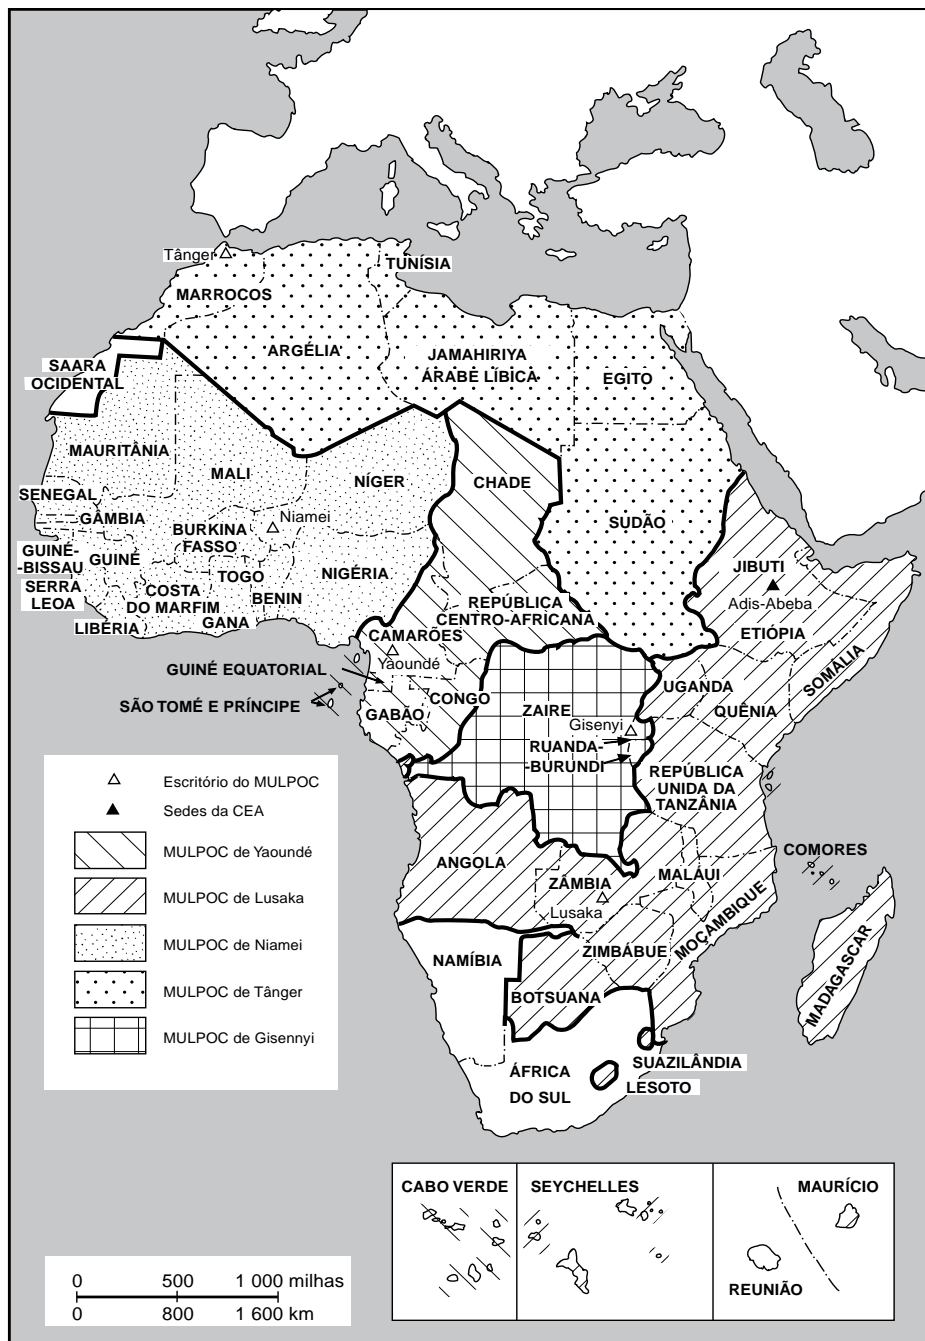 Tânger
TUNÍSIA
MARROCOS
ARGÉLIA
JAMAHIRIYA
ÁRABE LÍBICA
EGITO
SAARA
OCIDENTAL
MAURITÂNIA
MALI
NÍGER
CHADE
SUDÃO
SENEGAL
GÂMBIA
BURKINA
FASSO
Niamei
GUINÉ-
-BISSAU
GUINÉ
SERRA
LEOA
COSTA
DO MARFIM
TOGO
BENIN
NIGÉRIA
LIBÉRIA
GANA
JIBUTI
Adis-Abeba
ETIÓPIA
SOMALIA
REPÚBLICA
CENTRO-AFRICANA
CAMARÕES
Yaoundé
GUINÉ EQUATORIAL
SÃO TOMÉ E PRÍNCIPE
GABÃO
CONGO
ZAIRE
UGANDA
QUÊNIA
Gisenyi
RUANDA-
-BURUNDI
REPÚBLICA
UNIDA DA
TANZÂNIA
Escritório do MULPOC
Sedes da CEA
MULPOC de Yaoundé
MULPOC de Lusaka
MULPOC de Niamei
MULPOC de Tânger
MULPOC de Gisennyi
ANGOLA
ZÂMBIA
Lusaka
MALAUI
COMORES
MOÇAMBIQUE
MADAGASCAR
NAMÍBIA
ZIMBÁBUE
BOTSUANA
SUAZILÂNDIA
LESOTO
ÁFRICA
DO SUL
CABO VERDE
SEYCHELLES
MAURÍCIO
REUNIÃO
0 500 1 000 milhas
0 800 1 600 km